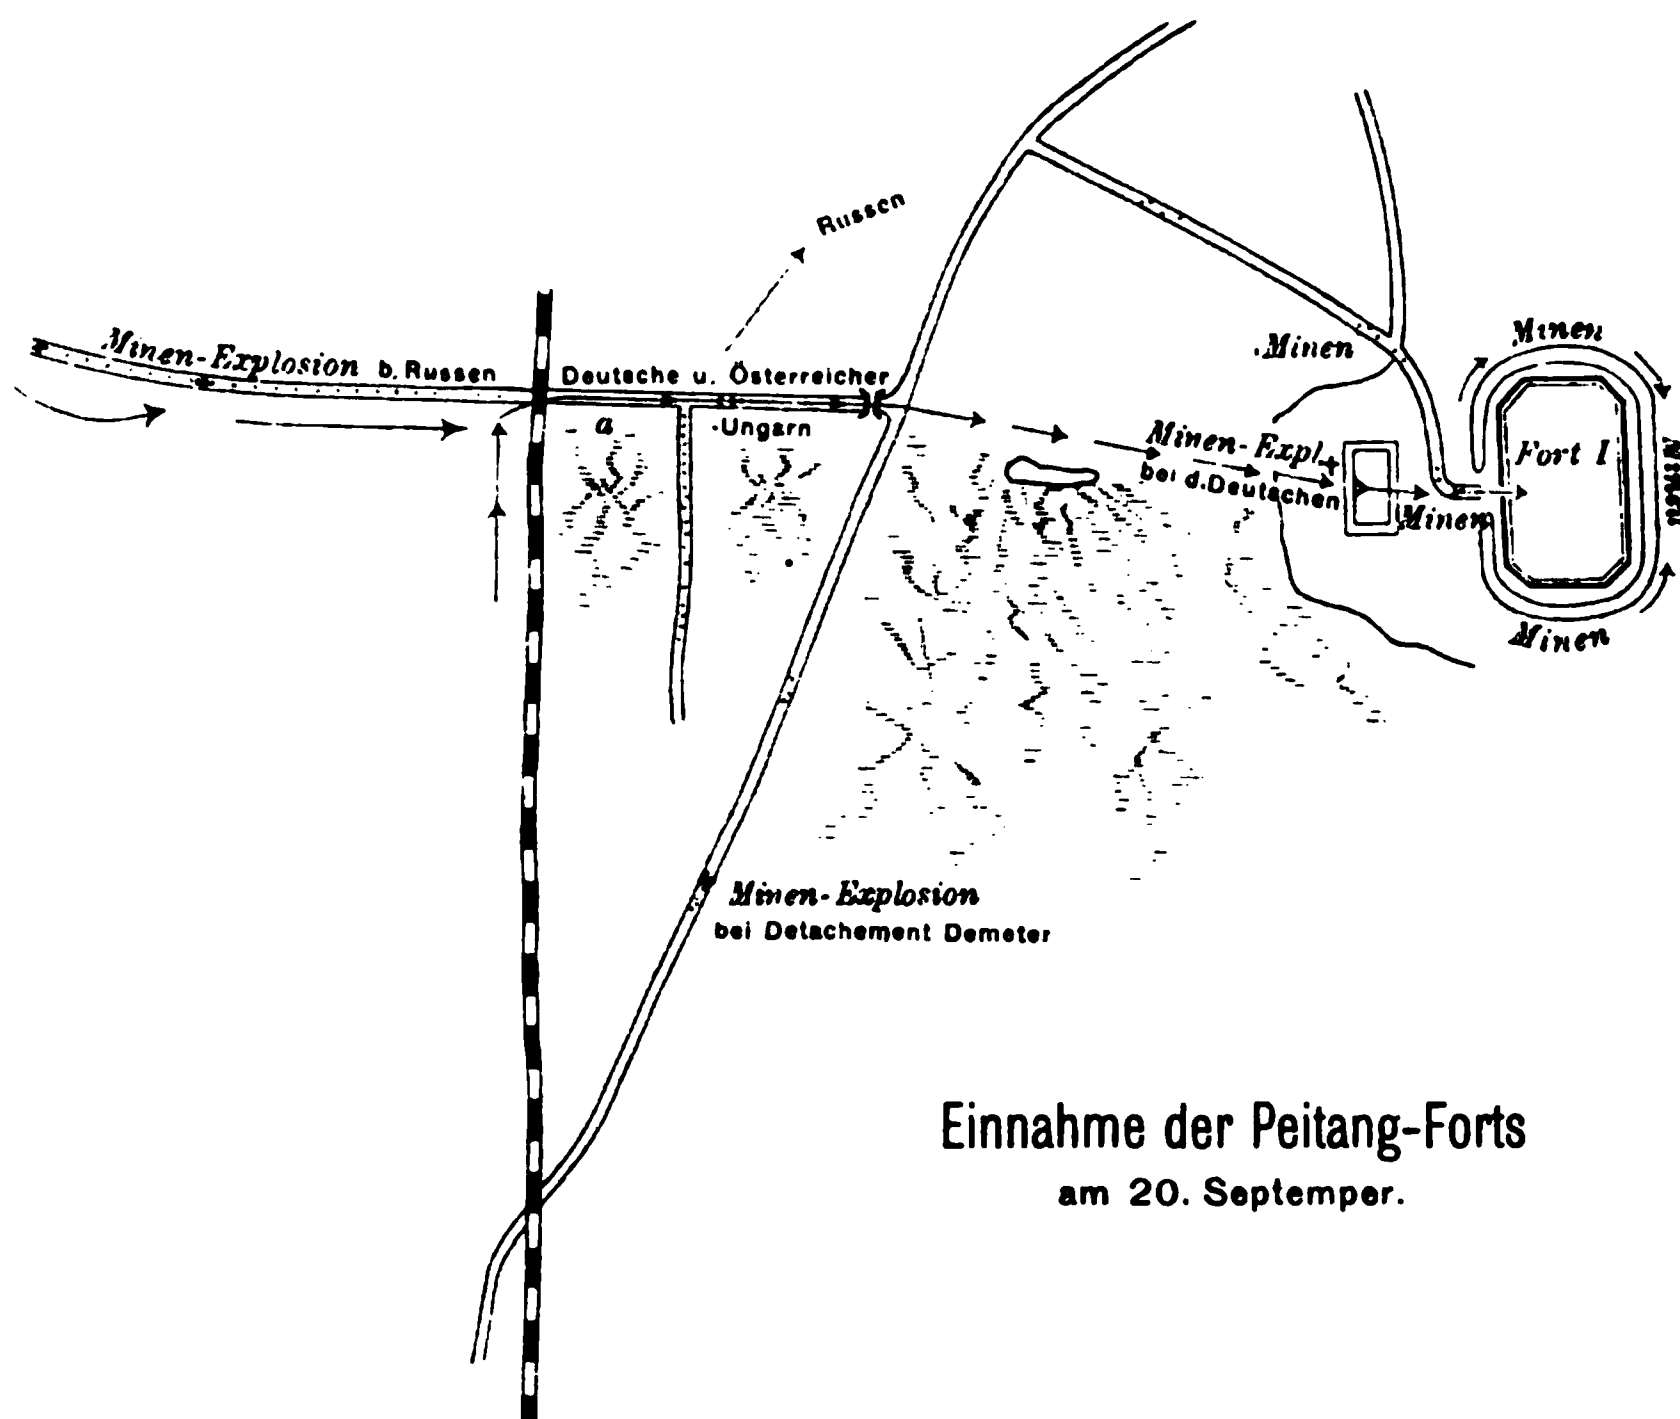 Russen
Minen-Explosion b. Russen
Deutsche u. Österreicher
a
-Ungarn
Minen
Minen
Minen-Expl.
bei d. Deutschen
Minen
Fort I
Minen
Minen
Minen-Explosion
bei Detachement Demeter
Einnahme der Peitang-Forts
am 20. Septemper.